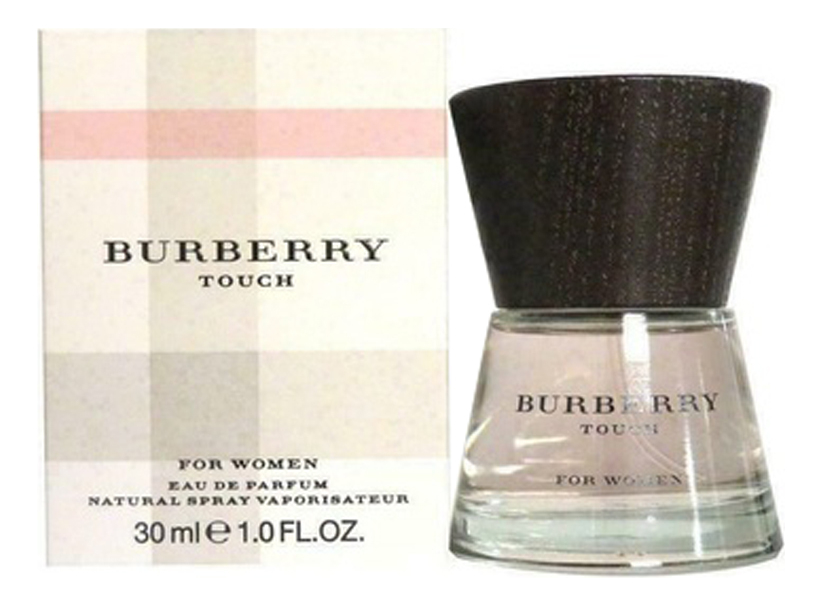 BURBERRY
TOUCH
FOR WOMEN
EAU DE PARFUM
NATURAL SPRAY VAPORISATEUR
30 ml ℮ 1.0 FL.OZ.
BURBERRY
TOUCH
FOR WOMEN